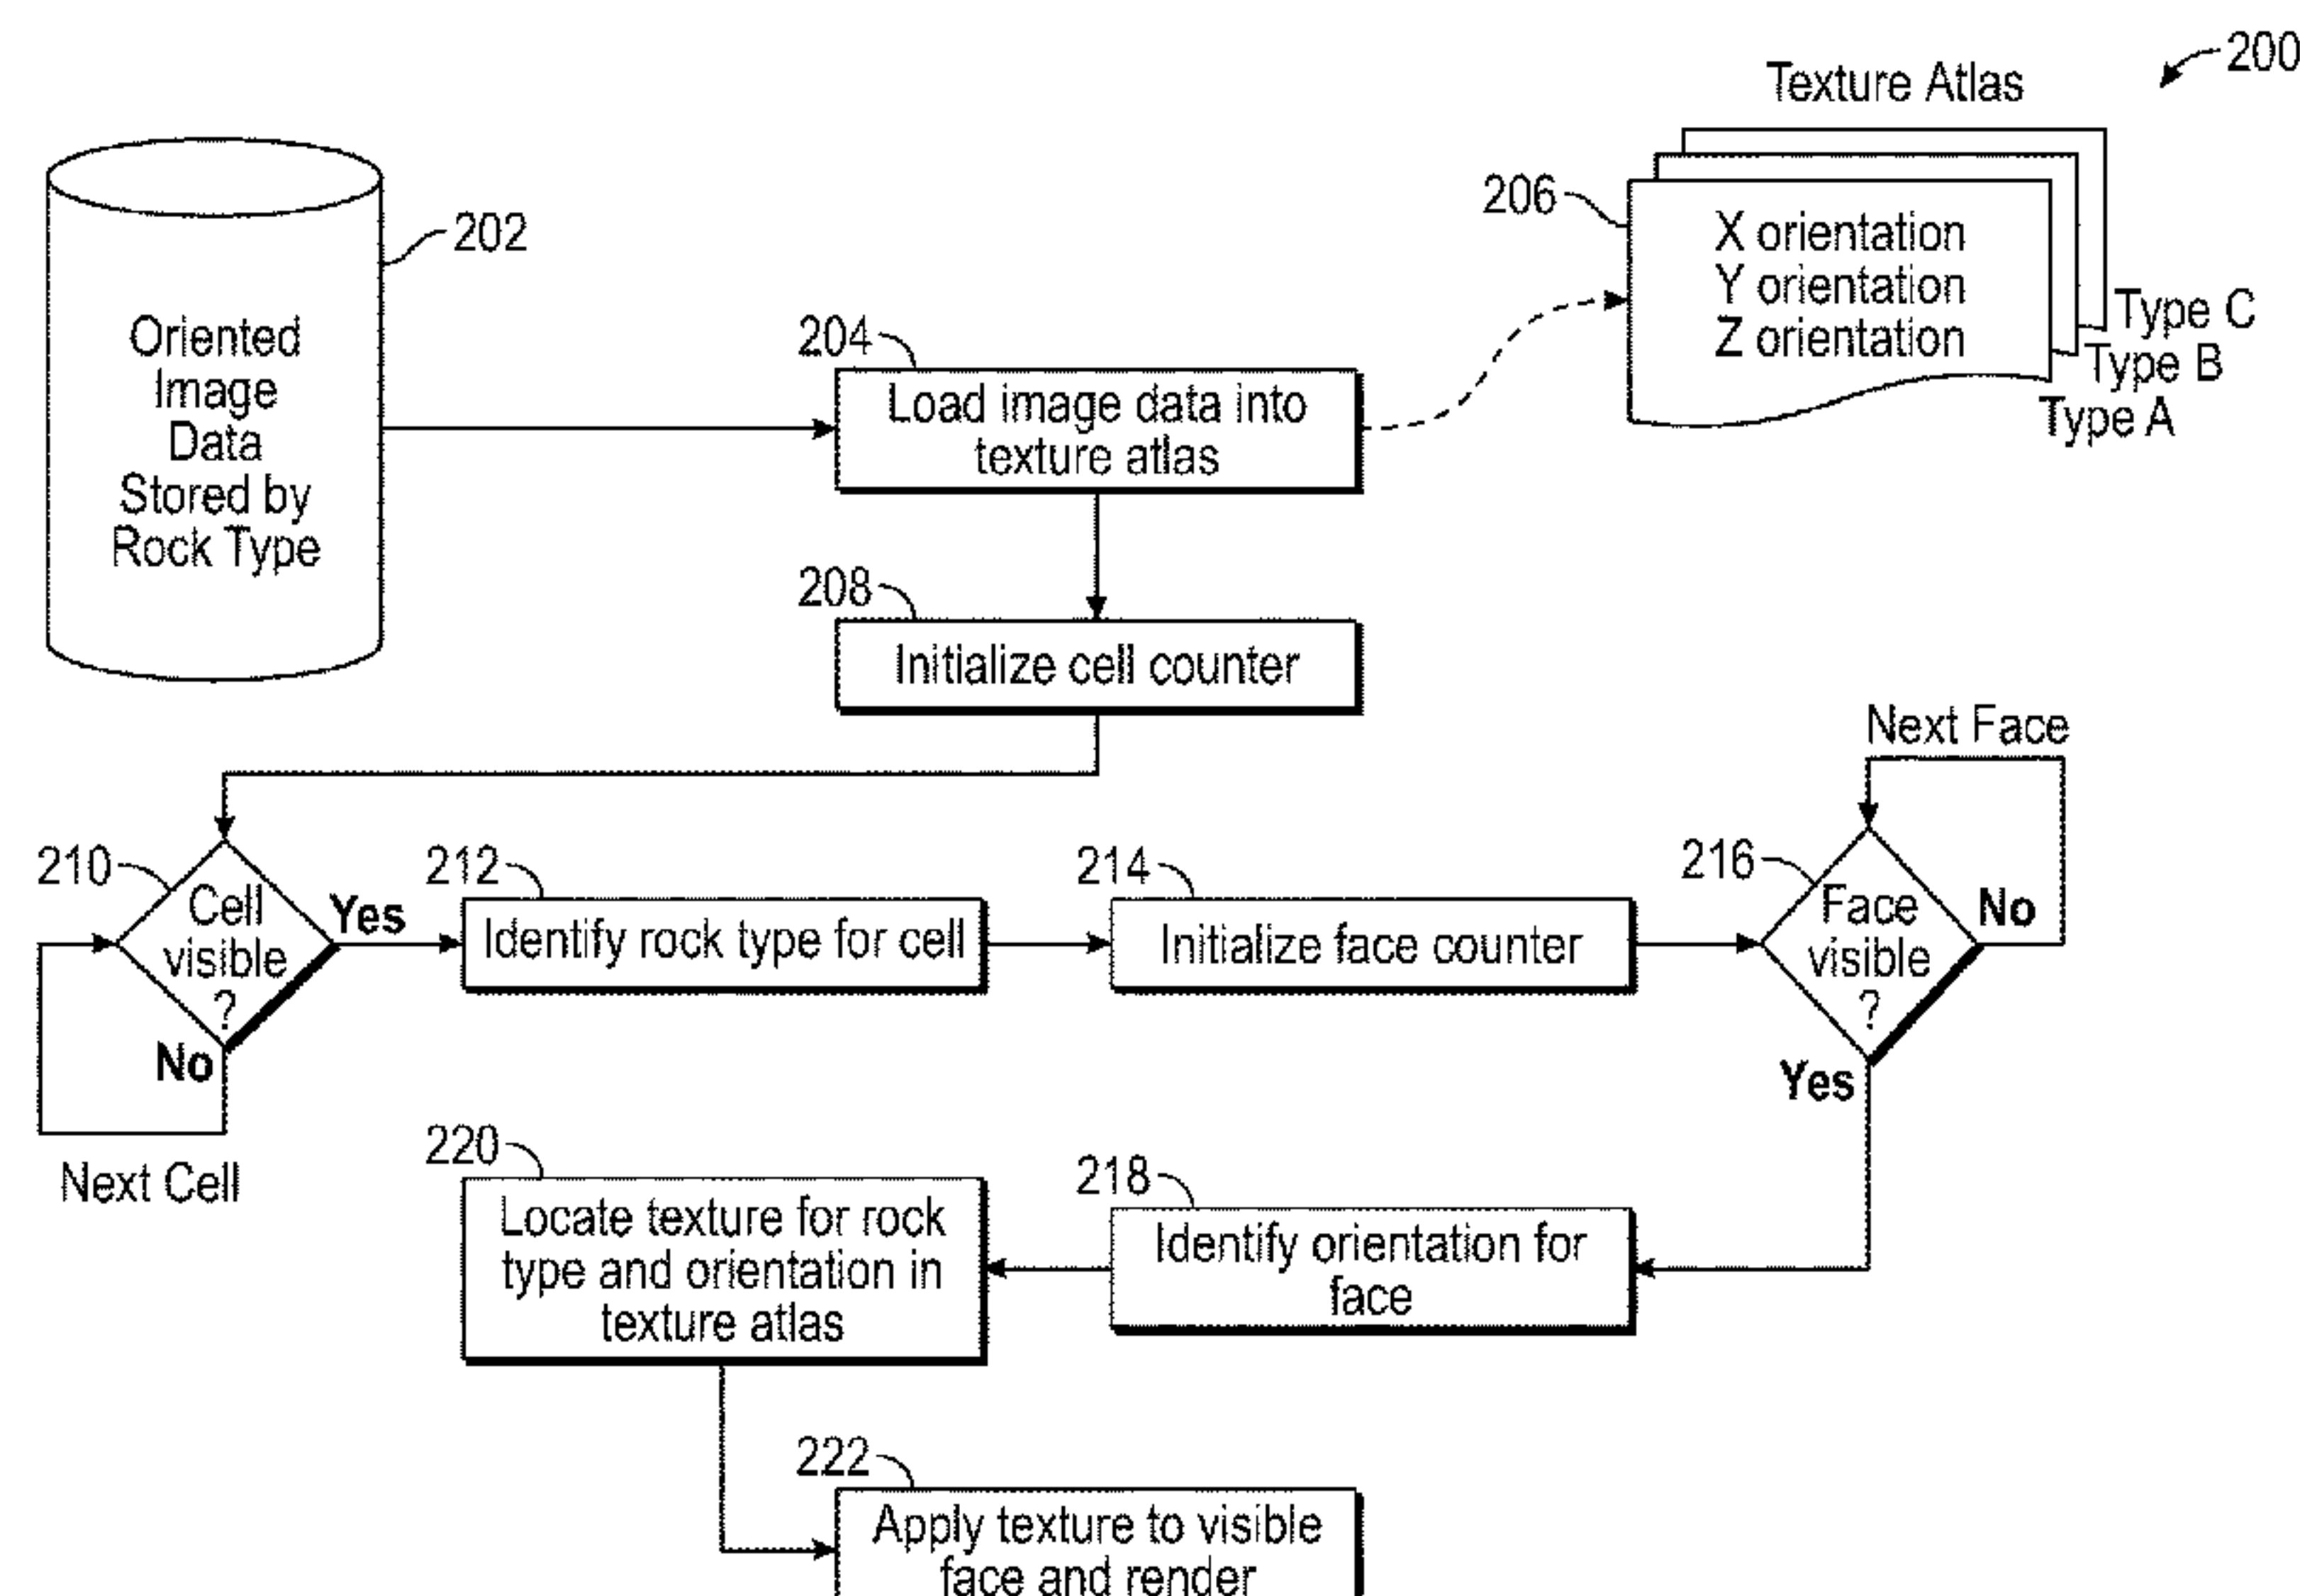 200
Texture Atlas
206
X orientation
Y orientation
Z orientation
Type C
Type B
Type A
202
Oriented
Image
Data
Stored by
Rock Type
204
Load image data into
texture atlas
208
Initialize cell counter
Next Face
210
Cell
visible
?
Yes
No
Next Cell
212
Identify rock type for cell
214
Initialize face counter
216
Face
visible
?
No
Yes
218
Identify orientation for
face
220
Locate texture for rock
type and orientation in
texture atlas
222
Apply texture to visible
face and render